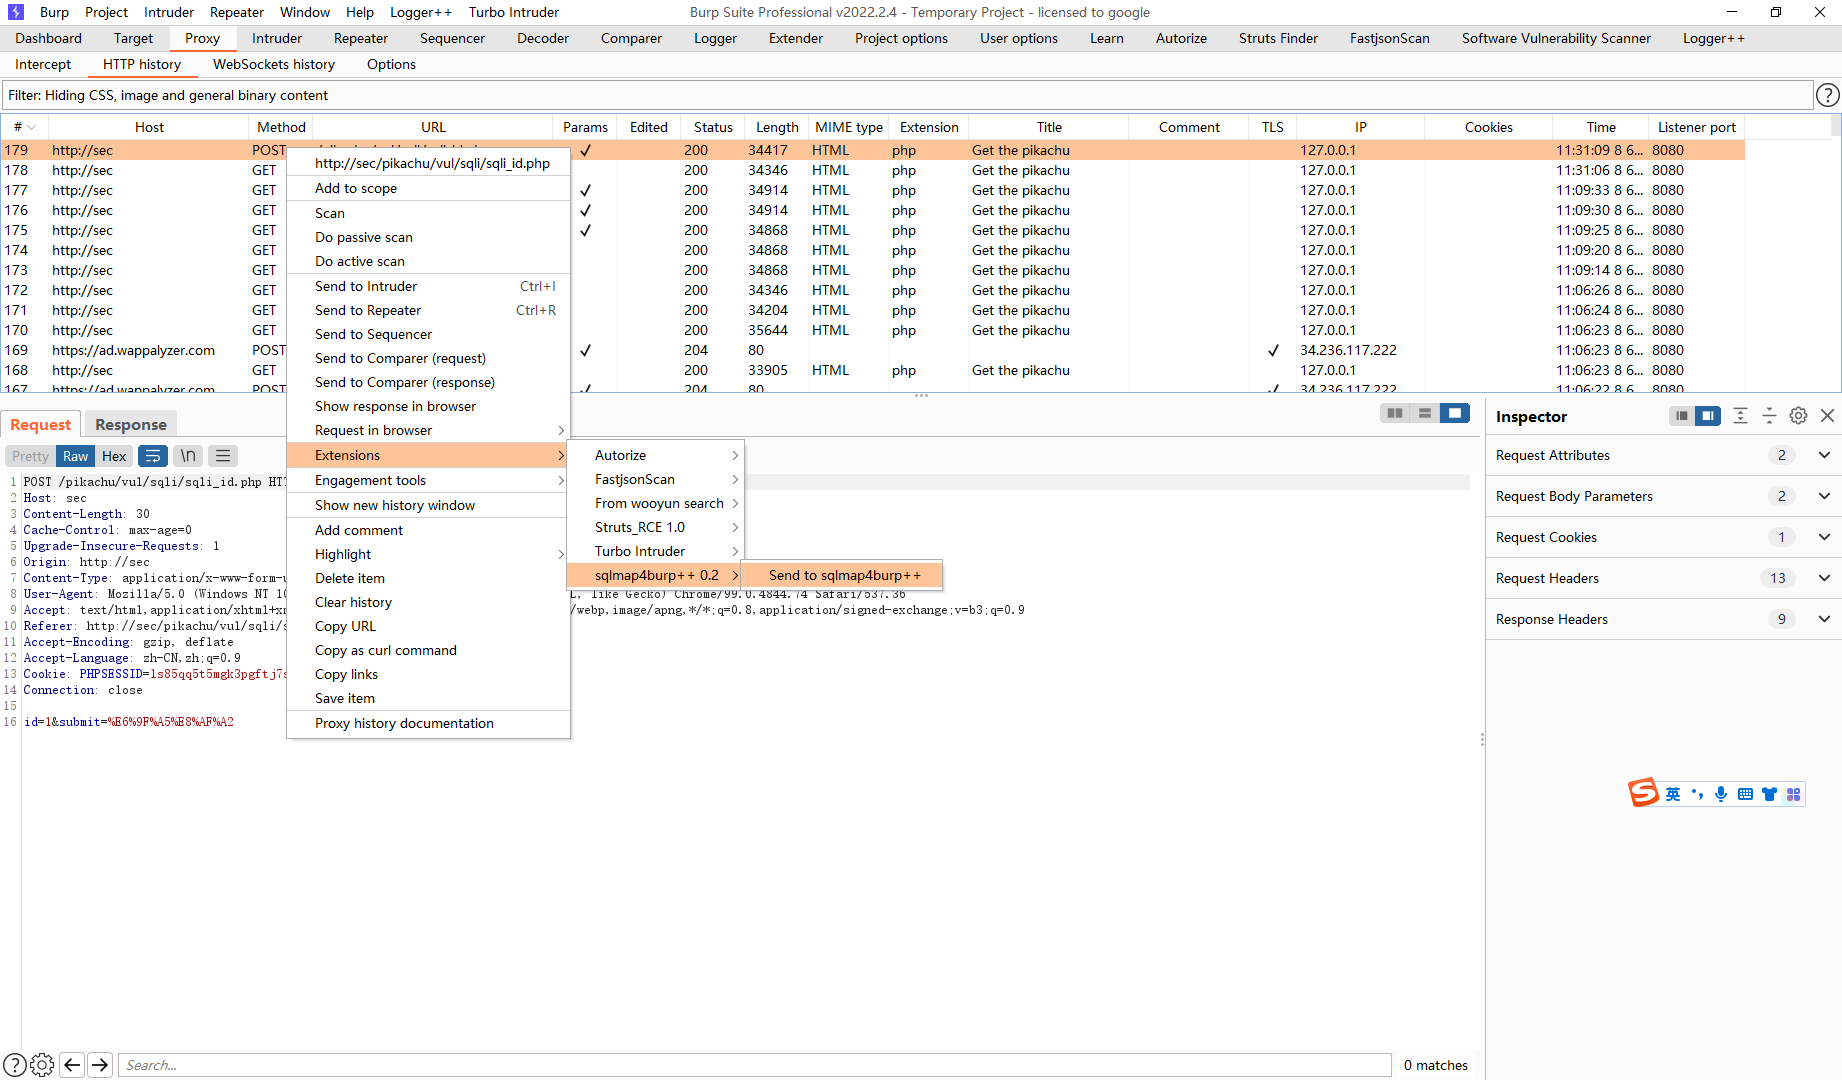 Burp Project Intruder Repeater Window Help Logger++ Turbo Intruder Burp Suite Professional v2022.2.4 - Temporary Project - licensed to google
Dashboard Target Proxy Intruder Repeater Sequencer Decoder Comparer Logger Extender Project options User options Learn Autorize Struts Finder FastjsonScan Software Vulnerability Scanner Logger++
Intercept HTTP history WebSockets history Options
Filter: Hiding CSS, image and general binary content
# Host Method URL Params Edited Status Length MIME type Extension Title Comment TLS IP Cookies Time Listener port
179 http://sec POST ✓ 200 34417 HTML php Get the pikachu 127.0.0.1 11:31:09 8 6... 8080
178 http://sec GET 200 34346 HTML php Get the pikachu 127.0.0.1 11:31:06 8 6... 8080
177 http://sec GET ✓ 200 34914 HTML php Get the pikachu 127.0.0.1 11:09:33 8 6... 8080
176 http://sec GET ✓ 200 34914 HTML php Get the pikachu 127.0.0.1 11:09:30 8 6... 8080
175 http://sec GET ✓ 200 34868 HTML php Get the pikachu 127.0.0.1 11:09:25 8 6... 8080
174 http://sec GET 200 34868 HTML php Get the pikachu 127.0.0.1 11:09:20 8 6... 8080
173 http://sec GET 200 34868 HTML php Get the pikachu 127.0.0.1 11:09:14 8 6... 8080
172 http://sec GET 200 34346 HTML php Get the pikachu 127.0.0.1 11:06:26 8 6... 8080
171 http://sec GET 200 34204 HTML php Get the pikachu 127.0.0.1 11:06:24 8 6... 8080
170 http://sec GET 200 35644 HTML php Get the pikachu 127.0.0.1 11:06:23 8 6... 8080
169 https://ad.wappalyzer.com POST ✓ 204 80 ✓ 34.236.117.222 11:06:23 8 6... 8080
168 http://sec GET 200 33905 HTML php Get the pikachu 127.0.0.1 11:06:23 8 6... 8080
167 https://ad.wappalyzer.com POST ✓ 204 80 ✓ 34.236.117.222 11:06:22 8 6... 8080
http://sec/pikachu/vul/sqli/sqli_id.php
Add to scope
Scan
Do passive scan
Do active scan
Send to Intruder Ctrl+I
Send to Repeater Ctrl+R
Send to Sequencer
Send to Comparer (request)
Send to Comparer (response)
Show response in browser
Request in browser
Extensions
Engagement tools
Show new history window
Add comment
Highlight
Delete item
Clear history
Copy URL
Copy as curl command
Copy links
Save item
Proxy history documentation
Autorize
FastjsonScan
From wooyun search
Struts_RCE 1.0
Turbo Intruder
sqlmap4burp++ 0.2
Send to sqlmap4burp++
Request Response
Pretty Raw Hex \n
1 POST /pikachu/vul/sqli/sqli_id.php HTT
2 Host: sec
3 Content-Length: 30
4 Cache-Control: max-age=0
5 Upgrade-Insecure-Requests: 1
6 Origin: http://sec
7 Content-Type: application/x-www-form-u
8 User-Agent: Mozilla/5.0 (Windows NT 10 L, like Gecko) Chrome/99.0.4844.74 Safari/537.36
9 Accept: text/html,application/xhtml+xm /webp,image/apng,*/*;q=0.8,application/signed-exchange;v=b3;q=0.9
10 Referer: http://sec/pikachu/vul/sqli/s
11 Accept-Encoding: gzip, deflate
12 Accept-Language: zh-CN,zh;q=0.9
13 Cookie: PHPSESSID=1s85qq5t5mgk3pgftj7s
14 Connection: close
15
16 id=1&submit=%E6%9F%A5%E8%AF%A2
Inspector
Request Attributes 2
Request Body Parameters 2
Request Cookies 1
Request Headers 13
Response Headers 9
S 英
Search... 0 matches